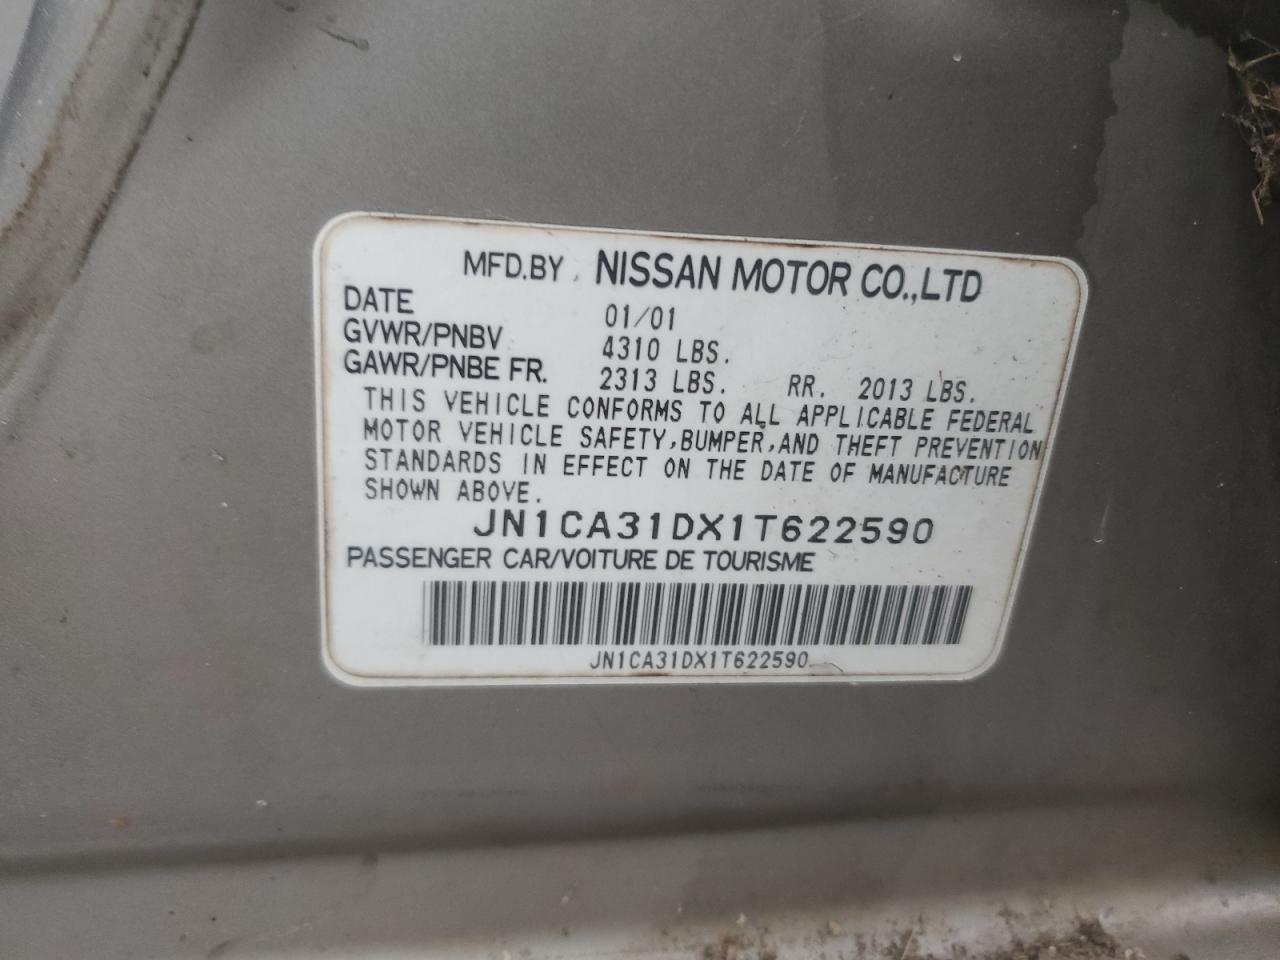 MFD.BY NISSAN MOTOR CO.,LTD
DATE 01/01
GVWR/PNBV 4310 LBS.
GAWR/PNBE FR. 2313 LBS. RR. 2013 LBS.
THIS VEHICLE CONFORMS TO ALL APPLICABLE FEDERAL
MOTOR VEHICLE SAFETY,BUMPER,AND THEFT PREVENTION
STANDARDS IN EFFECT ON THE DATE OF MANUFACTURE
SHOWN ABOVE.
JN1CA31DX1T622590
PASSENGER CAR/VOITURE DE TOURISME
JN1CA31DX1T622590